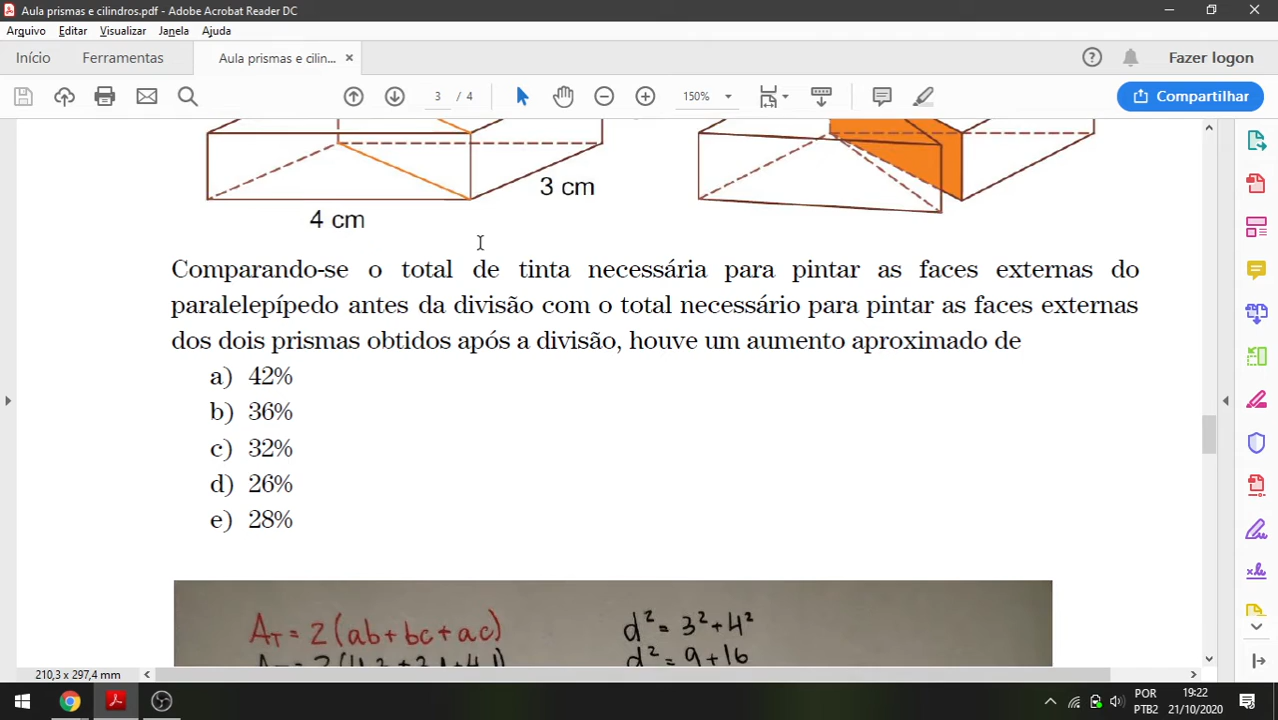 Aula prismas e cilindros.pdf - Adobe Acrobat Reader DC
Arquivo Editar Visualizar Janela Ajuda
Início Ferramentas Aula prismas e cilin... × Fazer logon
3 / 4 150% Compartilhar
3 cm
4 cm
Comparando-se o total de tinta necessária para pintar as faces externas do
paralelepípedo antes da divisão com o total necessário para pintar as faces externas
dos dois prismas obtidos após a divisão, houve um aumento aproximado de
a) 42%
b) 36%
c) 32%
d) 26%
e) 28%
A_T = 2(ab+bc+ac)
d² = 3² + 4²
d² = 9 + 16
210,3 x 297,4 mm
POR 19:22
PTB2 21/10/2020